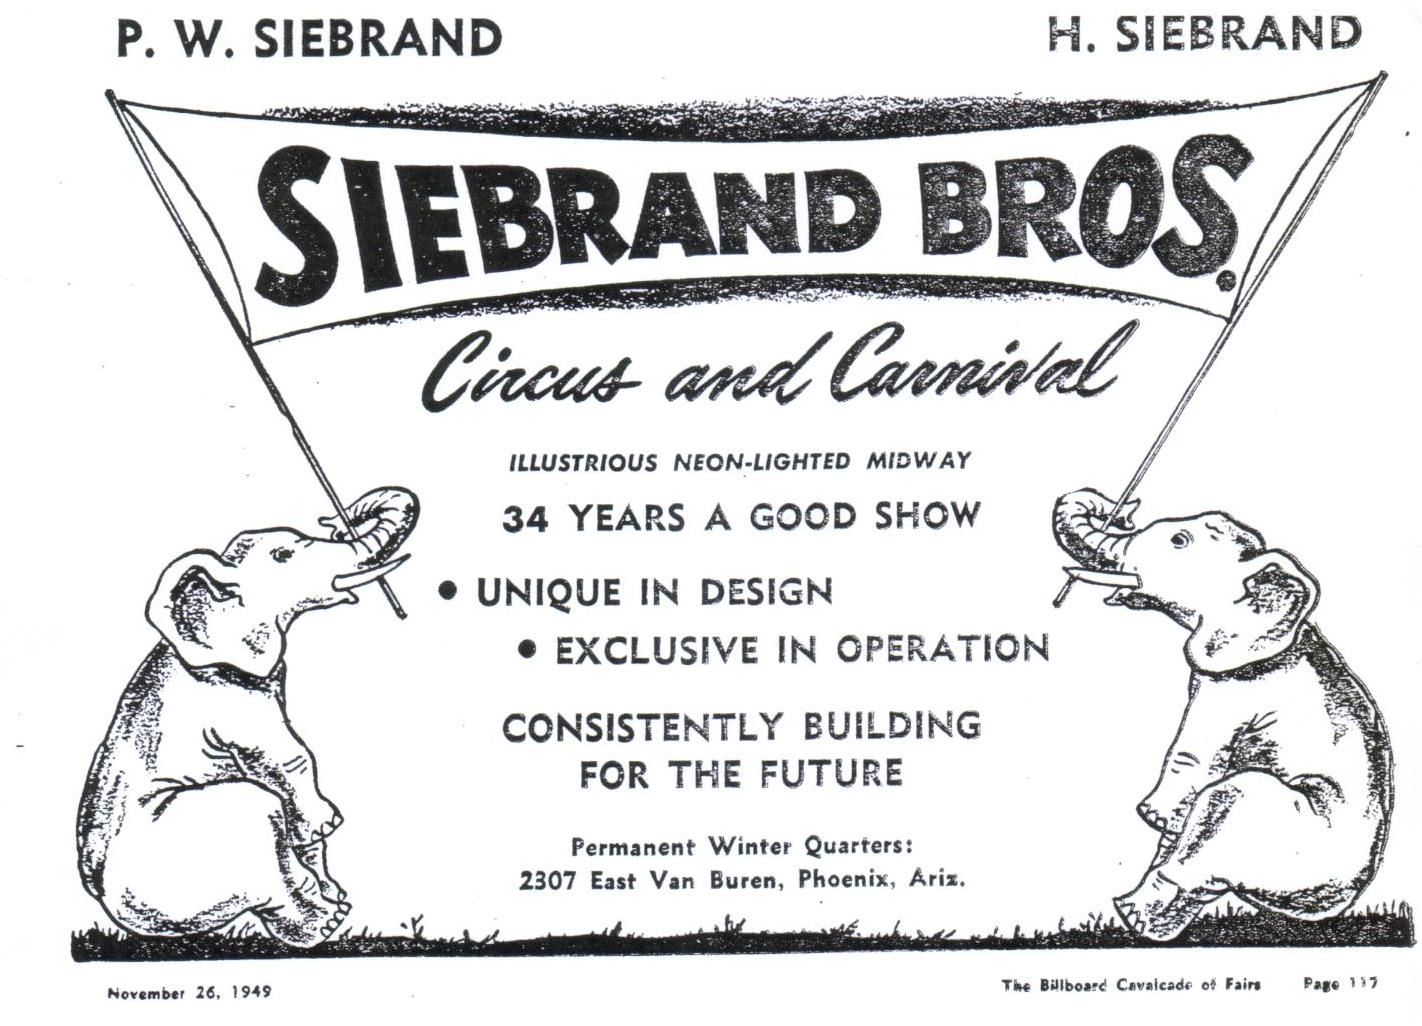 P. W. SIEBRAND
H. SIEBRAND
SIEBRAND BROS.
Circus and Carnival
ILLUSTRIOUS NEON-LIGHTED MIDWAY
34 YEARS A GOOD SHOW
• UNIQUE IN DESIGN
• EXCLUSIVE IN OPERATION
CONSISTENTLY BUILDING
FOR THE FUTURE
Permanent Winter Quarters:
2307 East Van Buren, Phoenix, Ariz.
November 26, 1949
The Billboard Cavalcade of Fairs Page